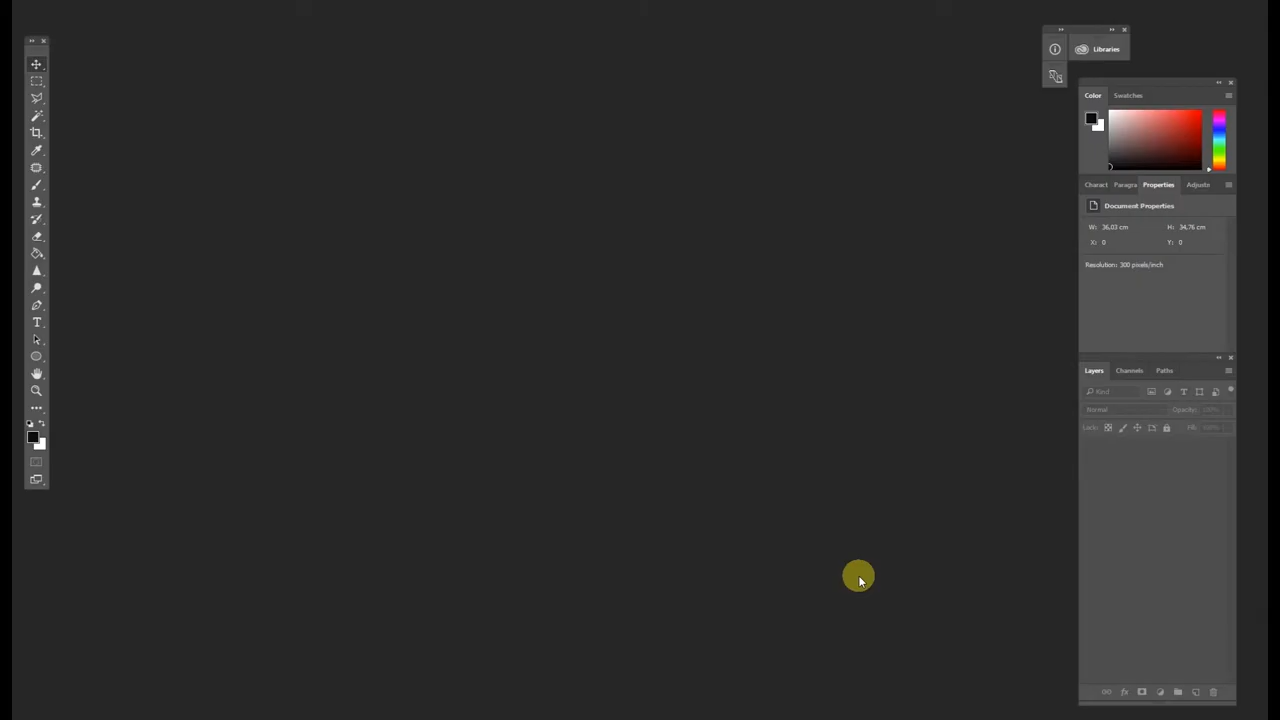 Libraries
Color Swatches
Charact Paragra Properties Adjusts
Document Properties
W: 36,03 cm H: 34,76 cm
X: 0 Y: 0
Resolution: 300 pixels/inch
Layers Channels Paths
Kind
Normal Opacity: 100%
Lock: Fill: 100%